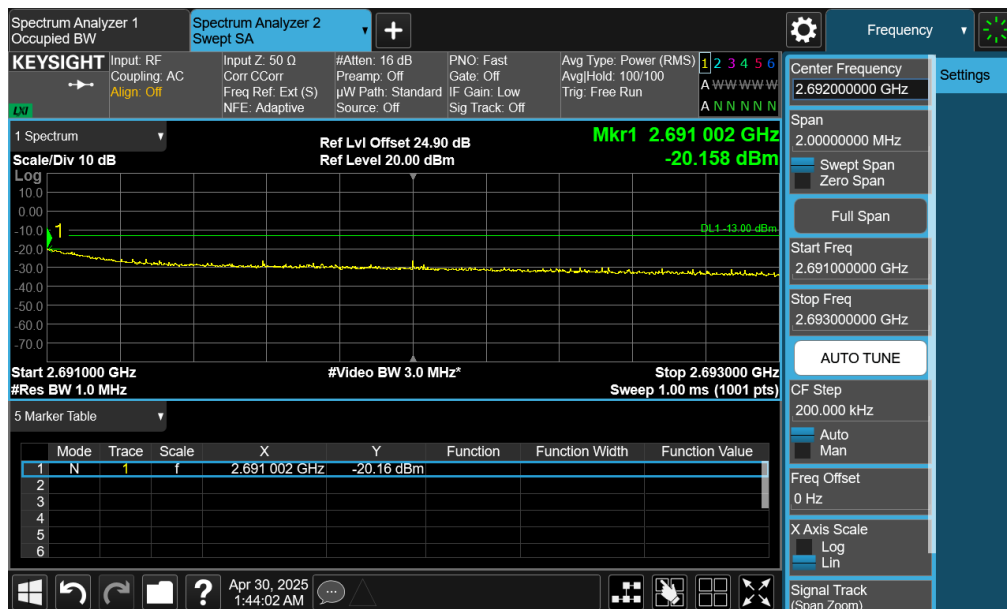 Spectrum Analyzer 1
Occupied BW
Spectrum Analyzer 2
Swept SA
▼
+
Frequency
▼
KEYSIGHT
LXI
Input: RF
Coupling: AC
Align: Off
Input Z: 50 Ω
Corr CCorr
Freq Ref: Ext (S)
NFE: Adaptive
#Atten: 16 dB
Preamp: Off
µW Path: Standard
Source: Off
PNO: Fast
Gate: Off
IF Gain: Low
Sig Track: Off
Avg Type: Power (RMS)
Avg|Hold: 100/100
Trig: Free Run
1 2 3 4 5 6
A W W W W W
A N N N N N
1 Spectrum ▼
Scale/Div 10 dB
Ref Lvl Offset 24.90 dB
Ref Level 20.00 dBm
Mkr1 2.691 002 GHz
-20.158 dBm
Log
10.0
0.00
-10.0
-20.0
-30.0
-40.0
-50.0
-60.0
-70.0
1
DL1 -13.00 dBm
Start 2.691000 GHz
#Video BW 3.0 MHz*
Stop 2.693000 GHz
#Res BW 1.0 MHz
Sweep 1.00 ms (1001 pts)
5 Marker Table ▼
Mode Trace Scale X Y Function Function Width Function Value
1 N 1 f 2.691 002 GHz -20.16 dBm
2
3
4
5
6
?
Apr 30, 2025
1:44:02 AM
Center Frequency
2.692000000 GHz
Settings
Span
2.00000000 MHz
Swept Span
Zero Span
Full Span
Start Freq
2.691000000 GHz
Stop Freq
2.693000000 GHz
AUTO TUNE
CF Step
200.000 kHz
Auto
Man
Freq Offset
0 Hz
X Axis Scale
Log
Lin
Signal Track
(Span Zoom)